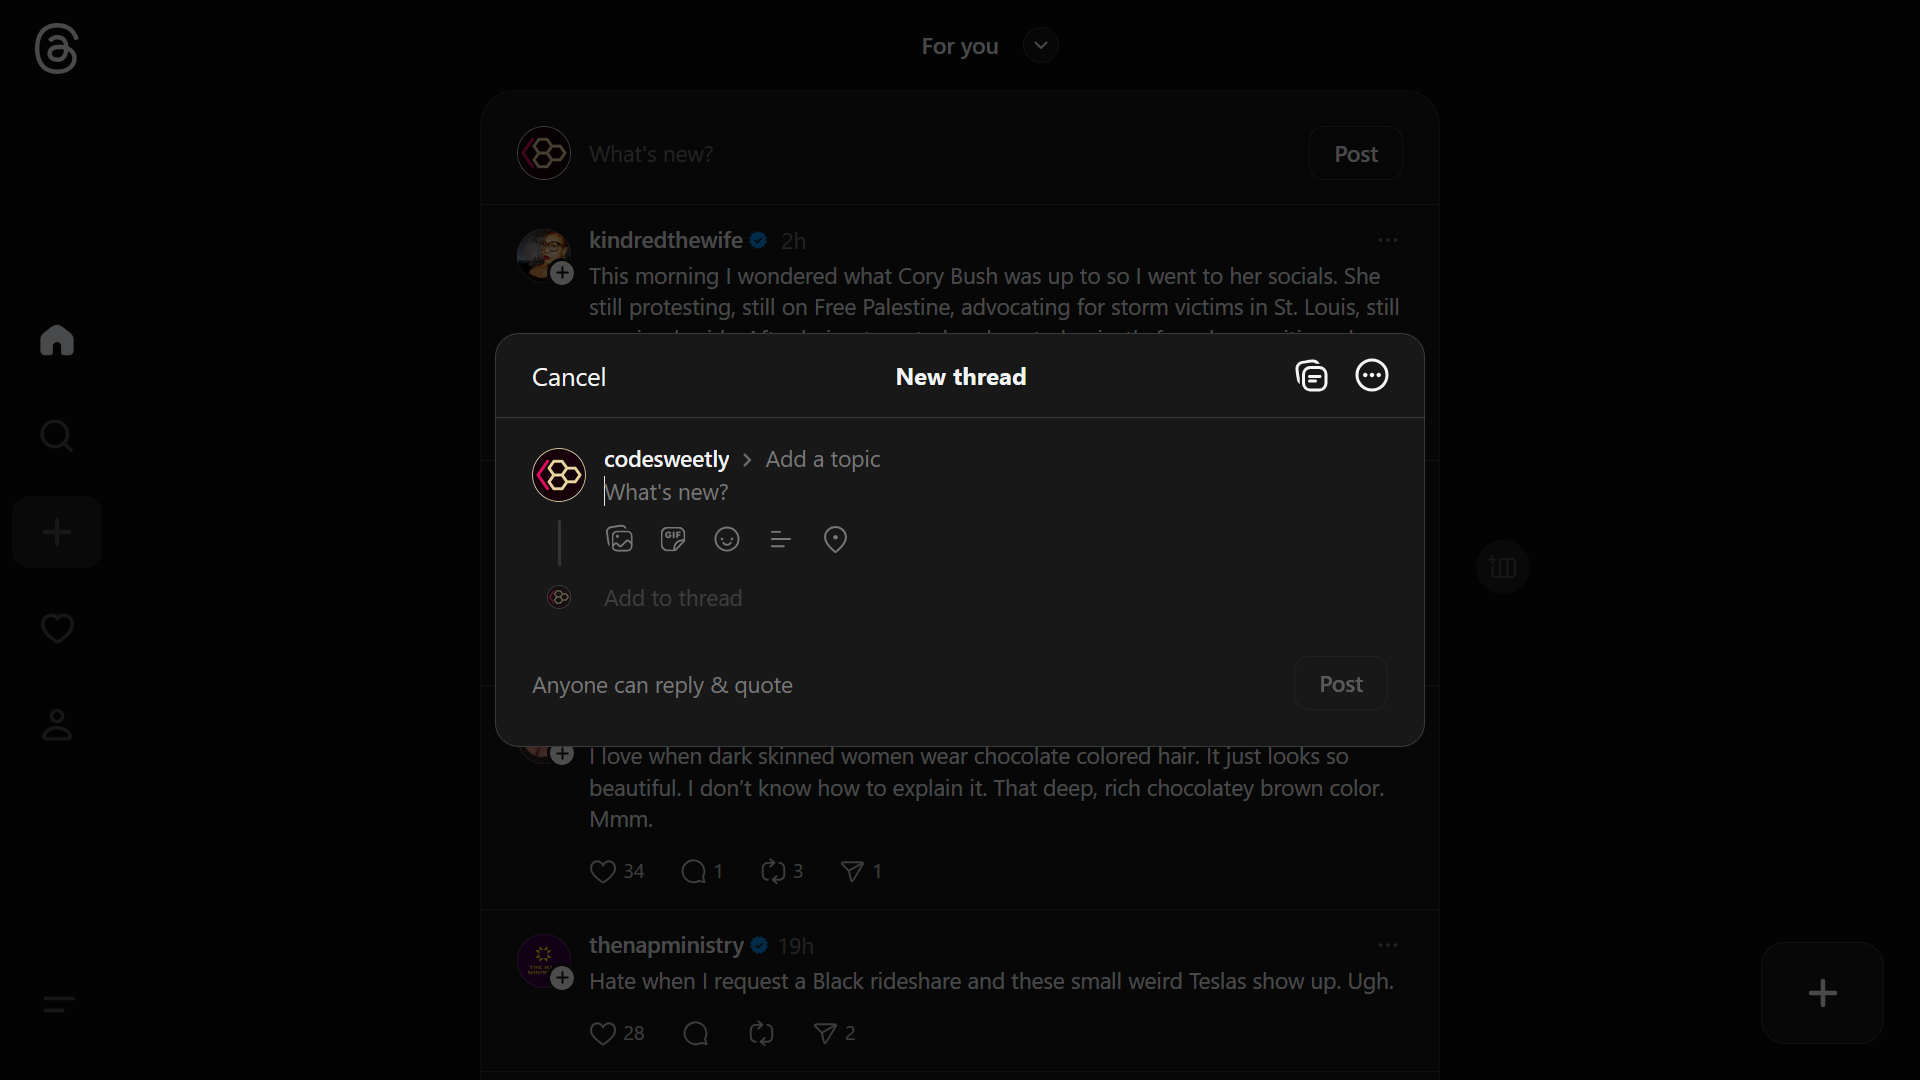 For you
What's new?
Post
kindredthewife 2h
This morning I wondered what Cory Bush was up to so I went to her socials. She
still protesting, still on Free Palestine, advocating for storm victims in St. Louis, still
Cancel
New thread
codesweetly > Add a topic
What's new?
GIF
Add to thread
Anyone can reply & quote
Post
I love when dark skinned women wear chocolate colored hair. It just looks so
beautiful. I don’t know how to explain it. That deep, rich chocolatey brown color.
Mmm.
34 1 3 1
thenapministry 19h
Hate when I request a Black rideshare and these small weird Teslas show up. Ugh.
28 2